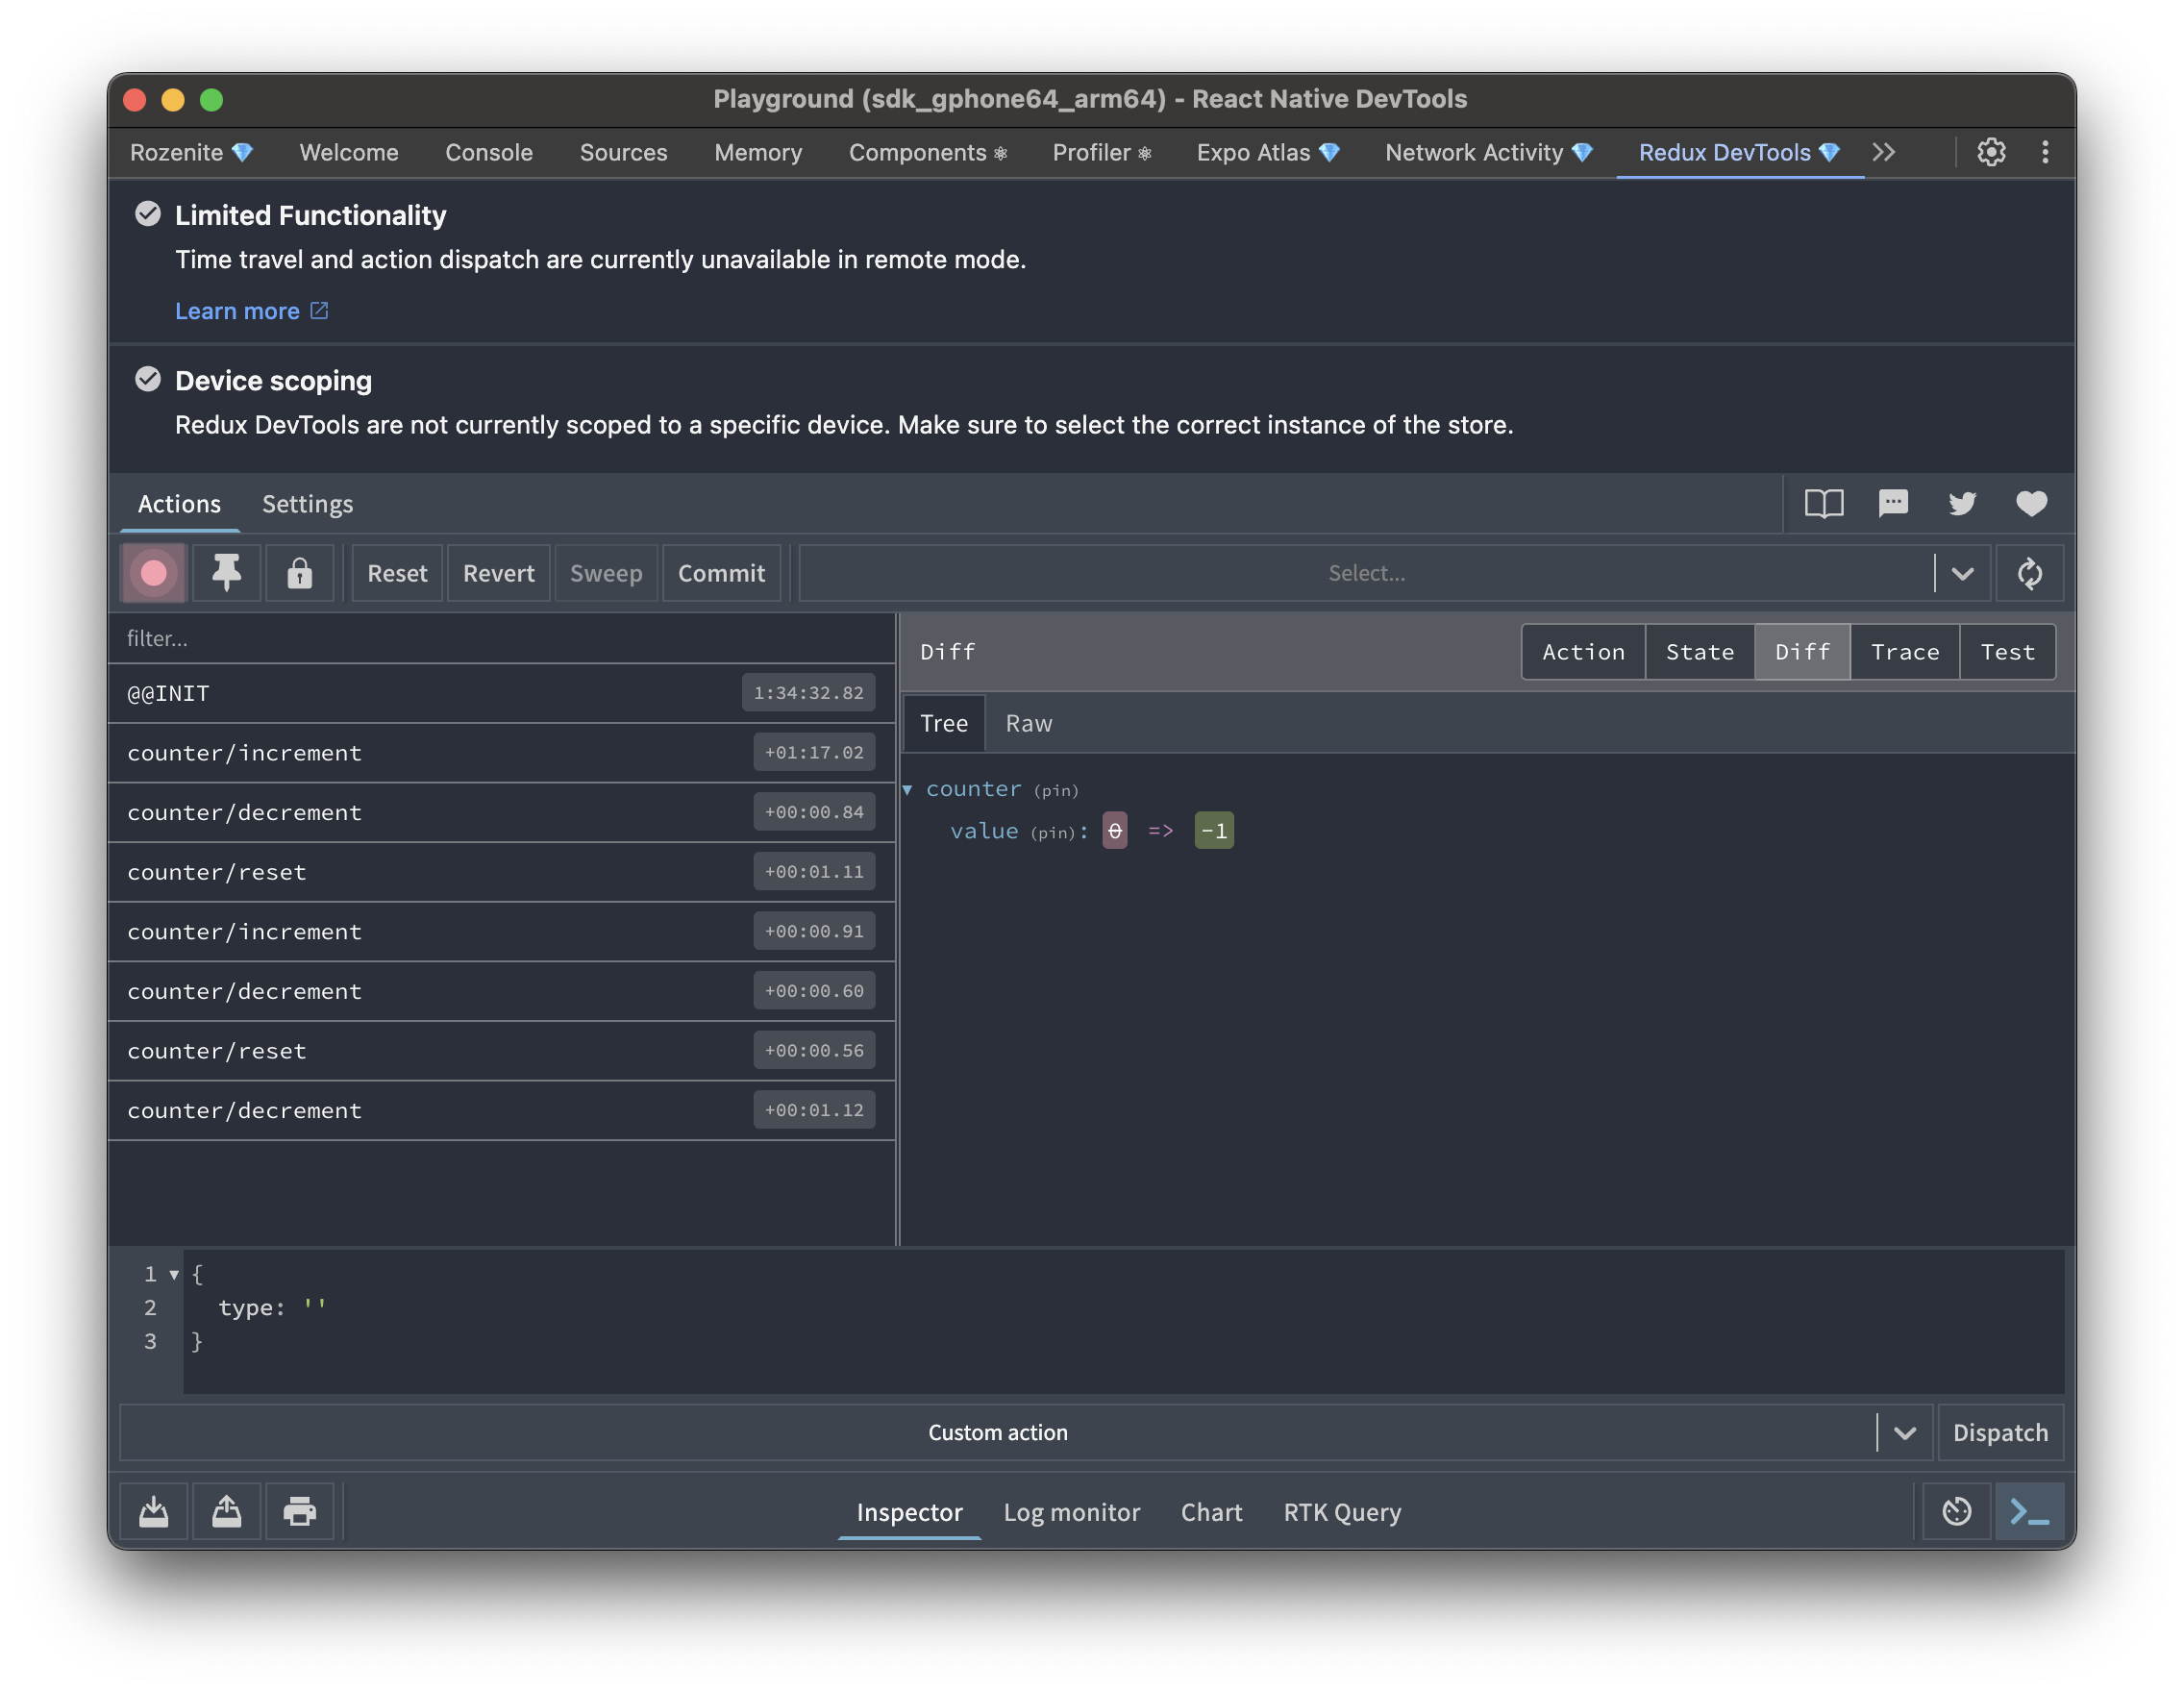 Playground (sdk_gphone64_arm64) - React Native DevTools
Rozenite 💎 Welcome Console Sources Memory Components ⚛ Profiler ⚛ Expo Atlas 💎 Network Activity 💎 Redux DevTools 💎
Limited Functionality
Time travel and action dispatch are currently unavailable in remote mode.
Learn more
Device scoping
Redux DevTools are not currently scoped to a specific device. Make sure to select the correct instance of the store.
Actions Settings
Reset Revert Sweep Commit Select...
filter...
@@INIT 1:34:32.82
counter/increment +01:17.02
counter/decrement +00:00.84
counter/reset +00:01.11
counter/increment +00:00.91
counter/decrement +00:00.60
counter/reset +00:00.56
counter/decrement +00:01.12
Diff Action State Diff Trace Test
Tree Raw
▼ counter (pin)
value (pin): 0 => -1
1 ▼ {
2 type: ''
3 }
Custom action Dispatch
Inspector Log monitor Chart RTK Query